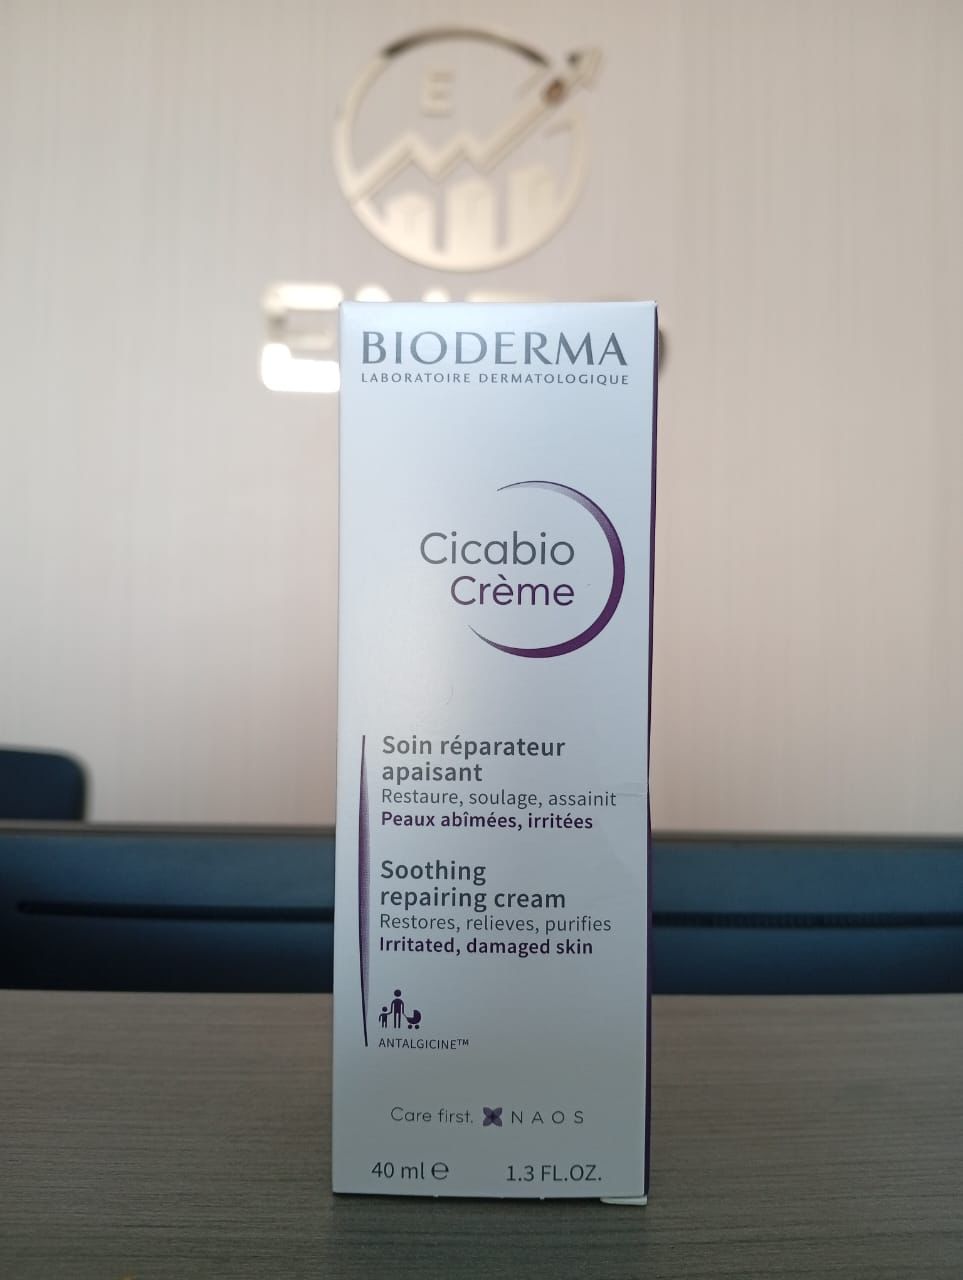 E
BIODERMA
LABORATOIRE DERMATOLOGIQUE
Cicabio
Crème
Soin réparateur
apaisant
Restaure, soulage, assainit
Peaux abîmées, irritées
Soothing
repairing cream
Restores, relieves, purifies
Irritated, damaged skin
ANTALGICINE™
Care first. NAOS
40 ml ℮ 1.3 FL.OZ.